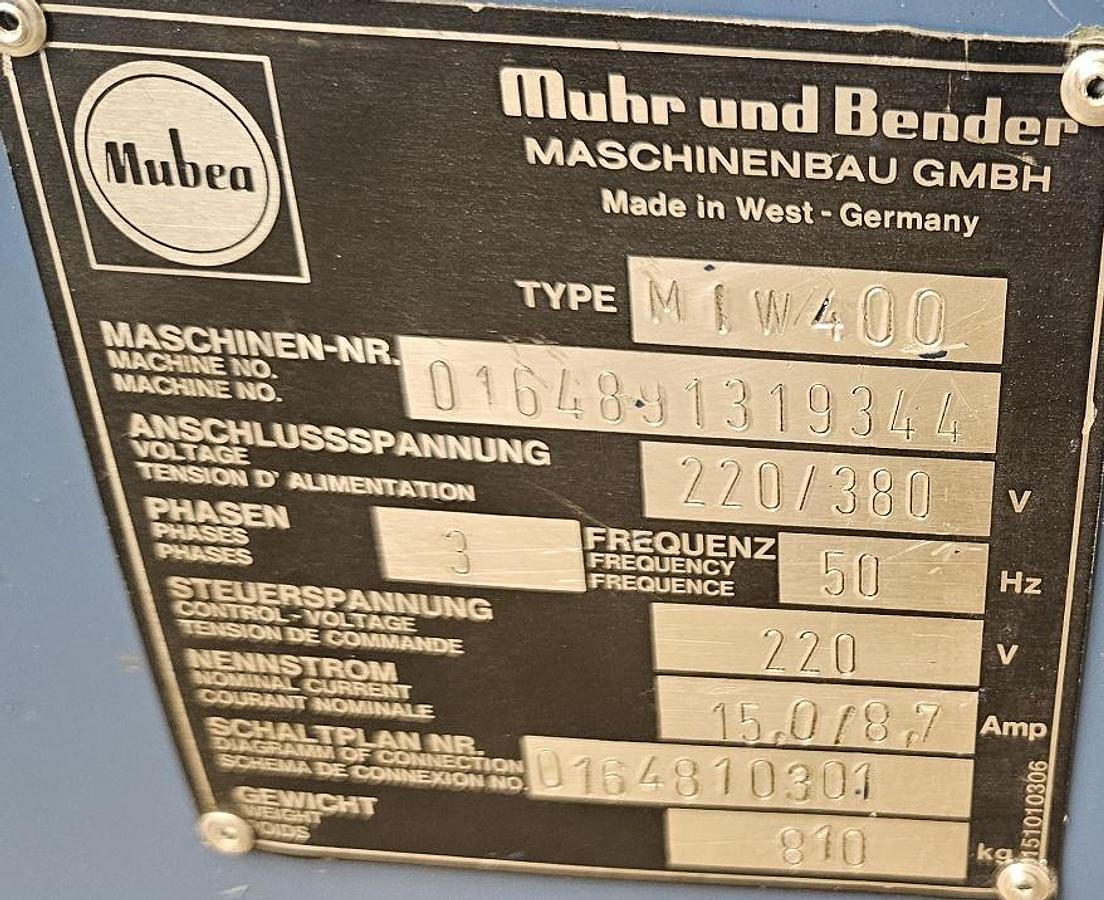 Mubea
Muhr und Bender
MASCHINENBAU GMBH
Made in West-Germany
TYPE MIW400
MASCHINEN-NR. 0164891319344
MACHINE NO.
MACHINE NO.
ANSCHLUSSSPANNUNG 220/380 V
VOLTAGE
TENSION D' ALIMENTATION
PHASEN 3 FREQUENZ 50 Hz
PHASES FREQUENCY
PHASES FREQUENCE
STEUERSPANNUNG 220 V
CONTROL-VOLTAGE
TENSION DE COMMANDE
NENNSTROM 15,0/8,7 Amp
NOMINAL CURRENT
COURANT NOMINALE
SCHALTPLAN NR. 0164810301
DIAGRAMM OF CONNECTION
SCHEMA DE CONNEXION NO.
GEWICHT 810 kg
WEIGHT
POIDS
151010306